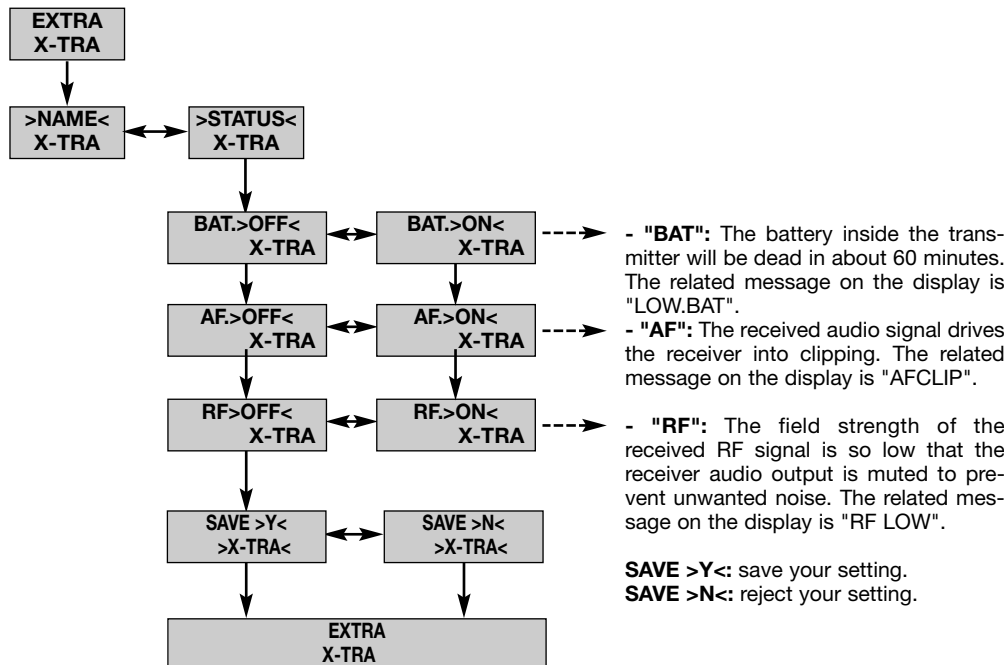 EXTRA
X-TRA
>NAME<
X-TRA
>STATUS<
X-TRA
BAT.>OFF<
X-TRA
BAT.>ON<
X-TRA
- "BAT": The battery inside the trans-
mitter will be dead in about 60 minutes.
The related message on the display is
"LOW.BAT".
AF.>OFF<
X-TRA
AF.>ON<
X-TRA
- "AF": The received audio signal drives
the receiver into clipping. The related
message on the display is "AFCLIP".
RF>OFF<
X-TRA
RF.>ON<
X-TRA
- "RF": The field strength of the
received RF signal is so low that the
receiver audio output is muted to pre-
vent unwanted noise. The related mes-
sage on the display is "RF LOW".
SAVE >Y<
>X-TRA<
SAVE >N<
>X-TRA<
SAVE >Y<: save your setting.
SAVE >N<: reject your setting.
EXTRA
X-TRA